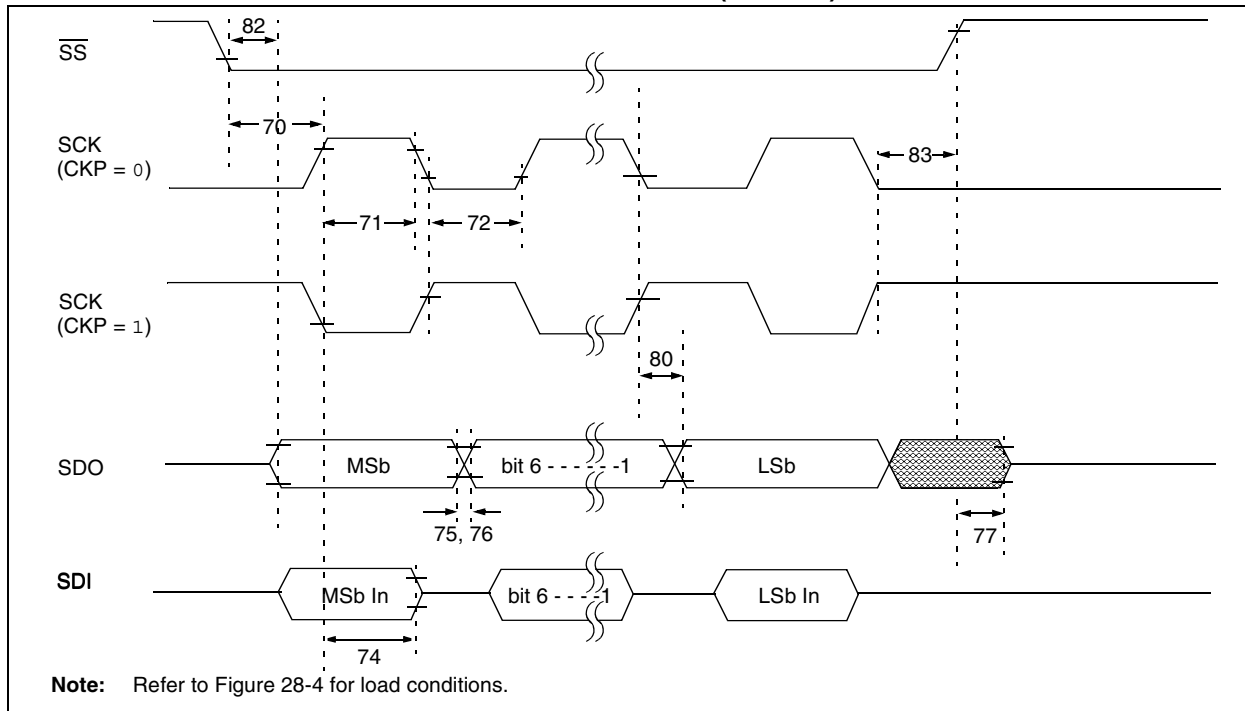 82
SS
70
SCK
(CKP = 0)
83
71
72
SCK
(CKP = 1)
80
SDO
MSb
bit 6 - - - - - -1
LSb
75, 76
77
SDI
MSb In
bit 6 - - - -1
LSb In
74
Note: Refer to Figure 28-4 for load conditions.